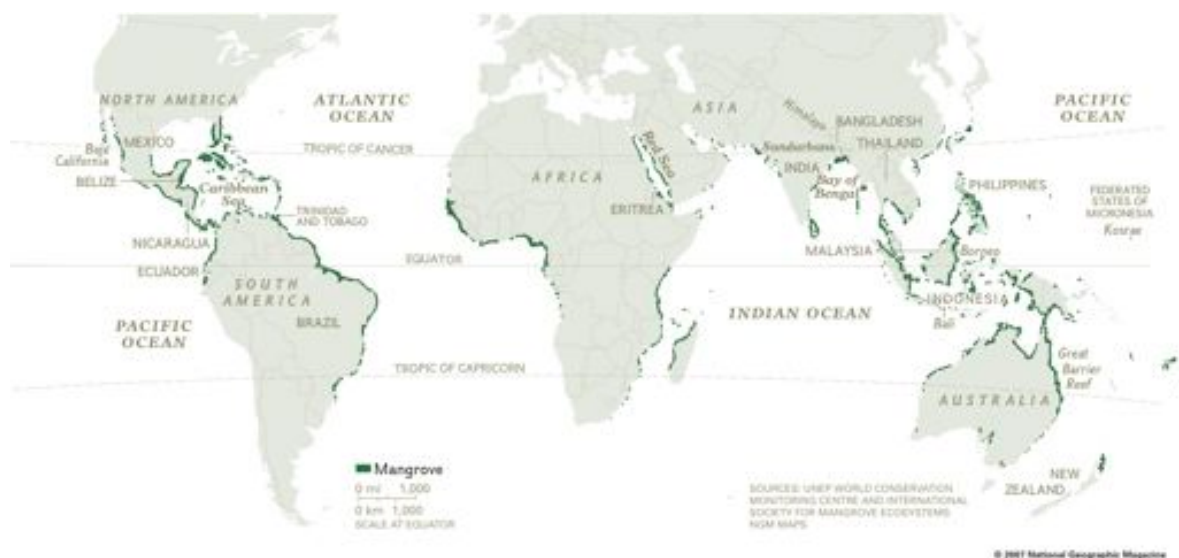 NORTH AMERICA
ATLANTIC
OCEAN
ASIA
Himalaya
PACIFIC
OCEAN
MEXICO
Baja
California
BELIZE
Caribbean
Sea
TROPIC OF CANCER
Red Sea
AFRICA
ERITREA
Sundarbans
INDIA
Bay of
Bengal
BANGLADESH
THAILAND
PHILIPPINES
FEDERATED
STATES OF
MICRONESIA
Kosrae
TRINIDAD
AND TOBAGO
NICARAGUA
ECUADOR
EQUATOR
MALAYSIA
Borneo
SOUTH
AMERICA
BRAZIL
INDONESIA
Bali
PACIFIC
OCEAN
INDIAN OCEAN
TROPIC OF CAPRICORN
Great
Barrier
Reef
AUSTRALIA
NEW
ZEALAND
Mangrove
0 mi 1,000
0 km 1,000
SCALE AT EQUATOR
SOURCES: UNEP WORLD CONSERVATION
MONITORING CENTRE AND INTERNATIONAL
SOCIETY FOR MANGROVE ECOSYSTEMS
NGM MAPS
© 2007 National Geographic Magazine